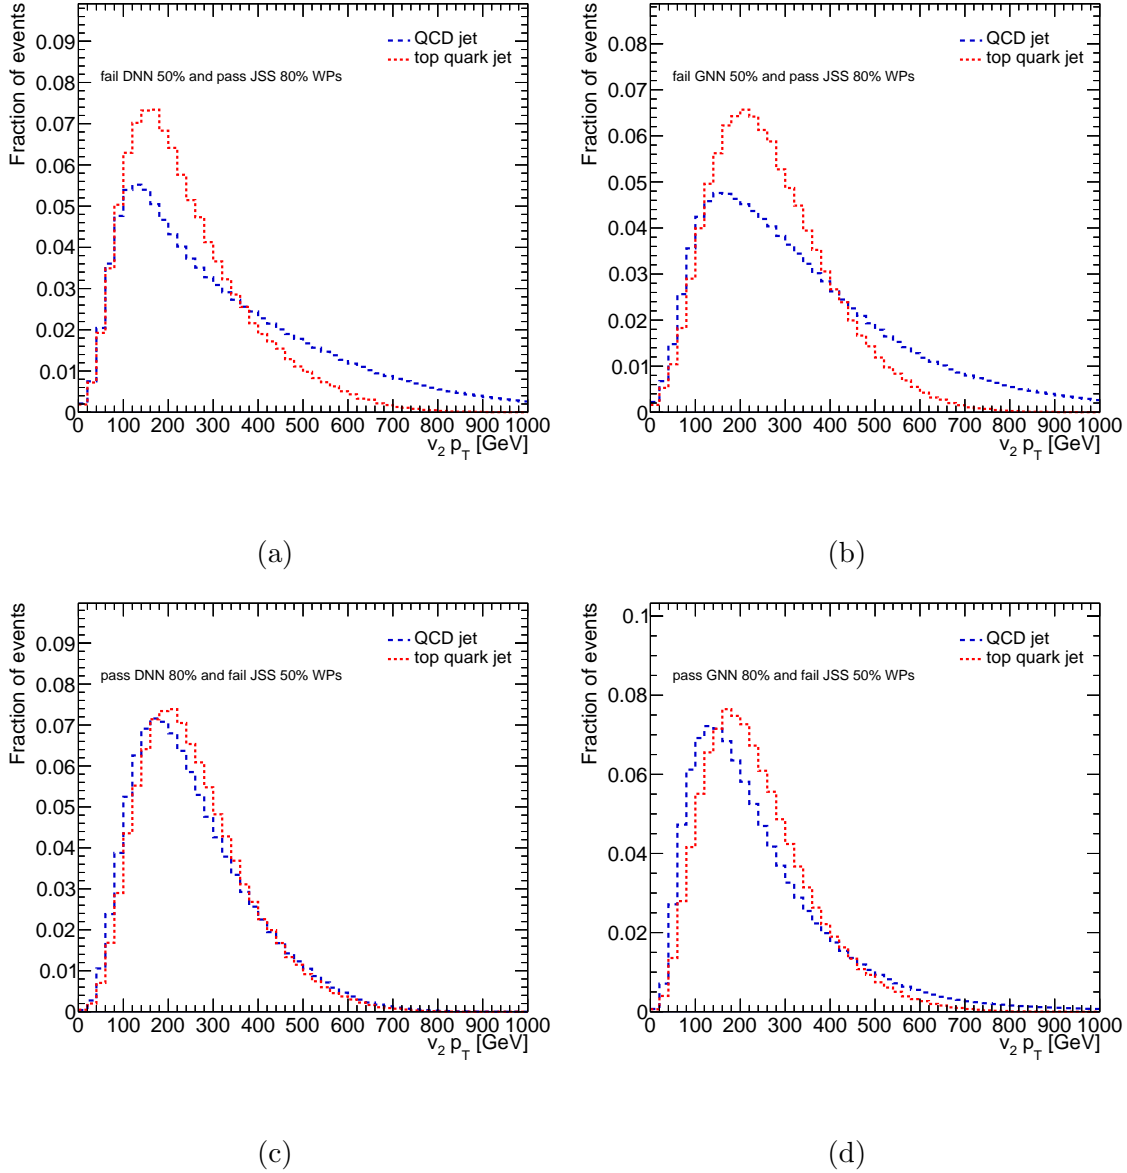 Fraction of events
0.09
0.08
0.07
0.06
0.05
0.04
0.03
0.02
0.01
0
QCD jet
top quark jet
fail DNN 50% and pass JSS 80% WPs
0 100 200 300 400 500 600 700 800 900 1000
v₂ p_T [GeV]
(a)
Fraction of events
0.08
0.07
0.06
0.05
0.04
0.03
0.02
0.01
0
QCD jet
top quark jet
fail GNN 50% and pass JSS 80% WPs
0 100 200 300 400 500 600 700 800 900 1000
v₂ p_T [GeV]
(b)
Fraction of events
0.09
0.08
0.07
0.06
0.05
0.04
0.03
0.02
0.01
0
QCD jet
top quark jet
pass DNN 80% and fail JSS 50% WPs
0 100 200 300 400 500 600 700 800 900 1000
v₂ p_T [GeV]
(c)
Fraction of events
0.1
0.08
0.06
0.04
0.02
0
QCD jet
top quark jet
pass GNN 80% and fail JSS 50% WPs
0 100 200 300 400 500 600 700 800 900 1000
v₂ p_T [GeV]
(d)